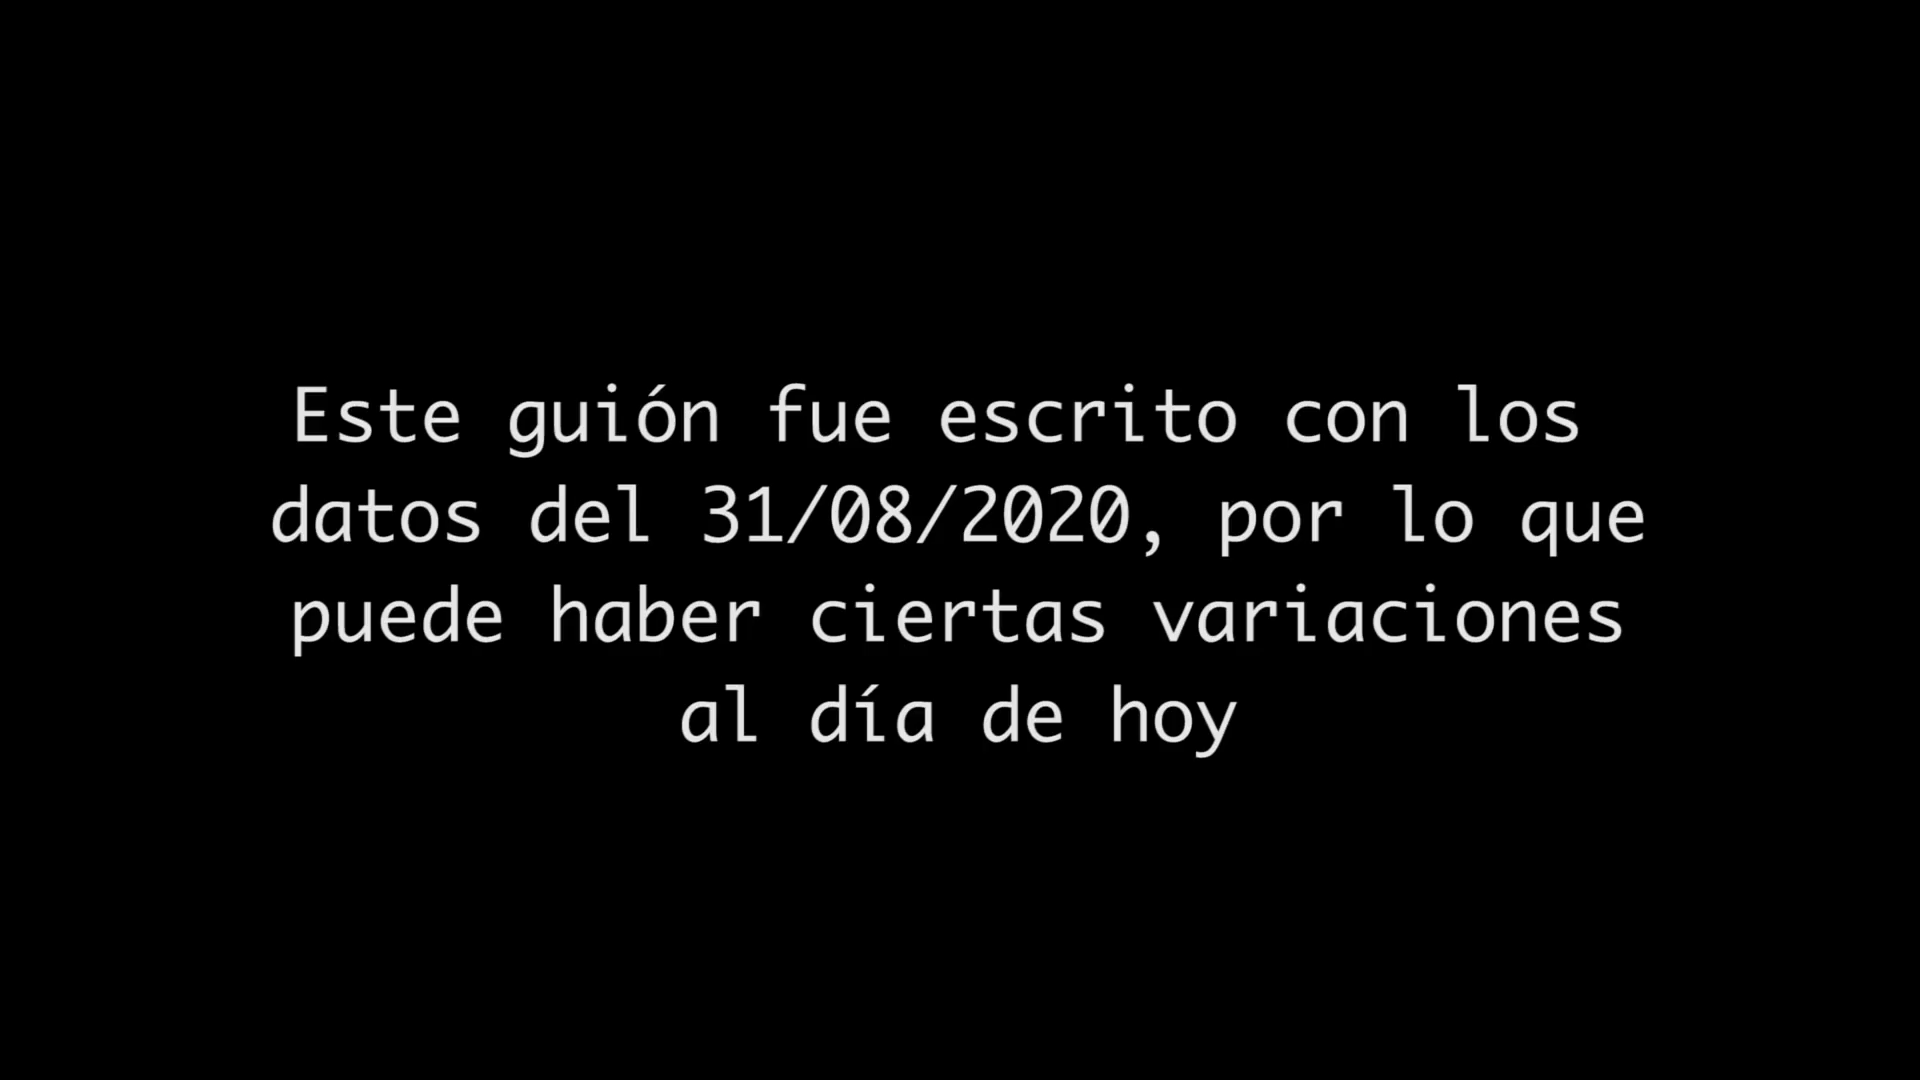 Este guión fue escrito con los
datos del 31/08/2020, por lo que
puede haber ciertas variaciones
al día de hoy